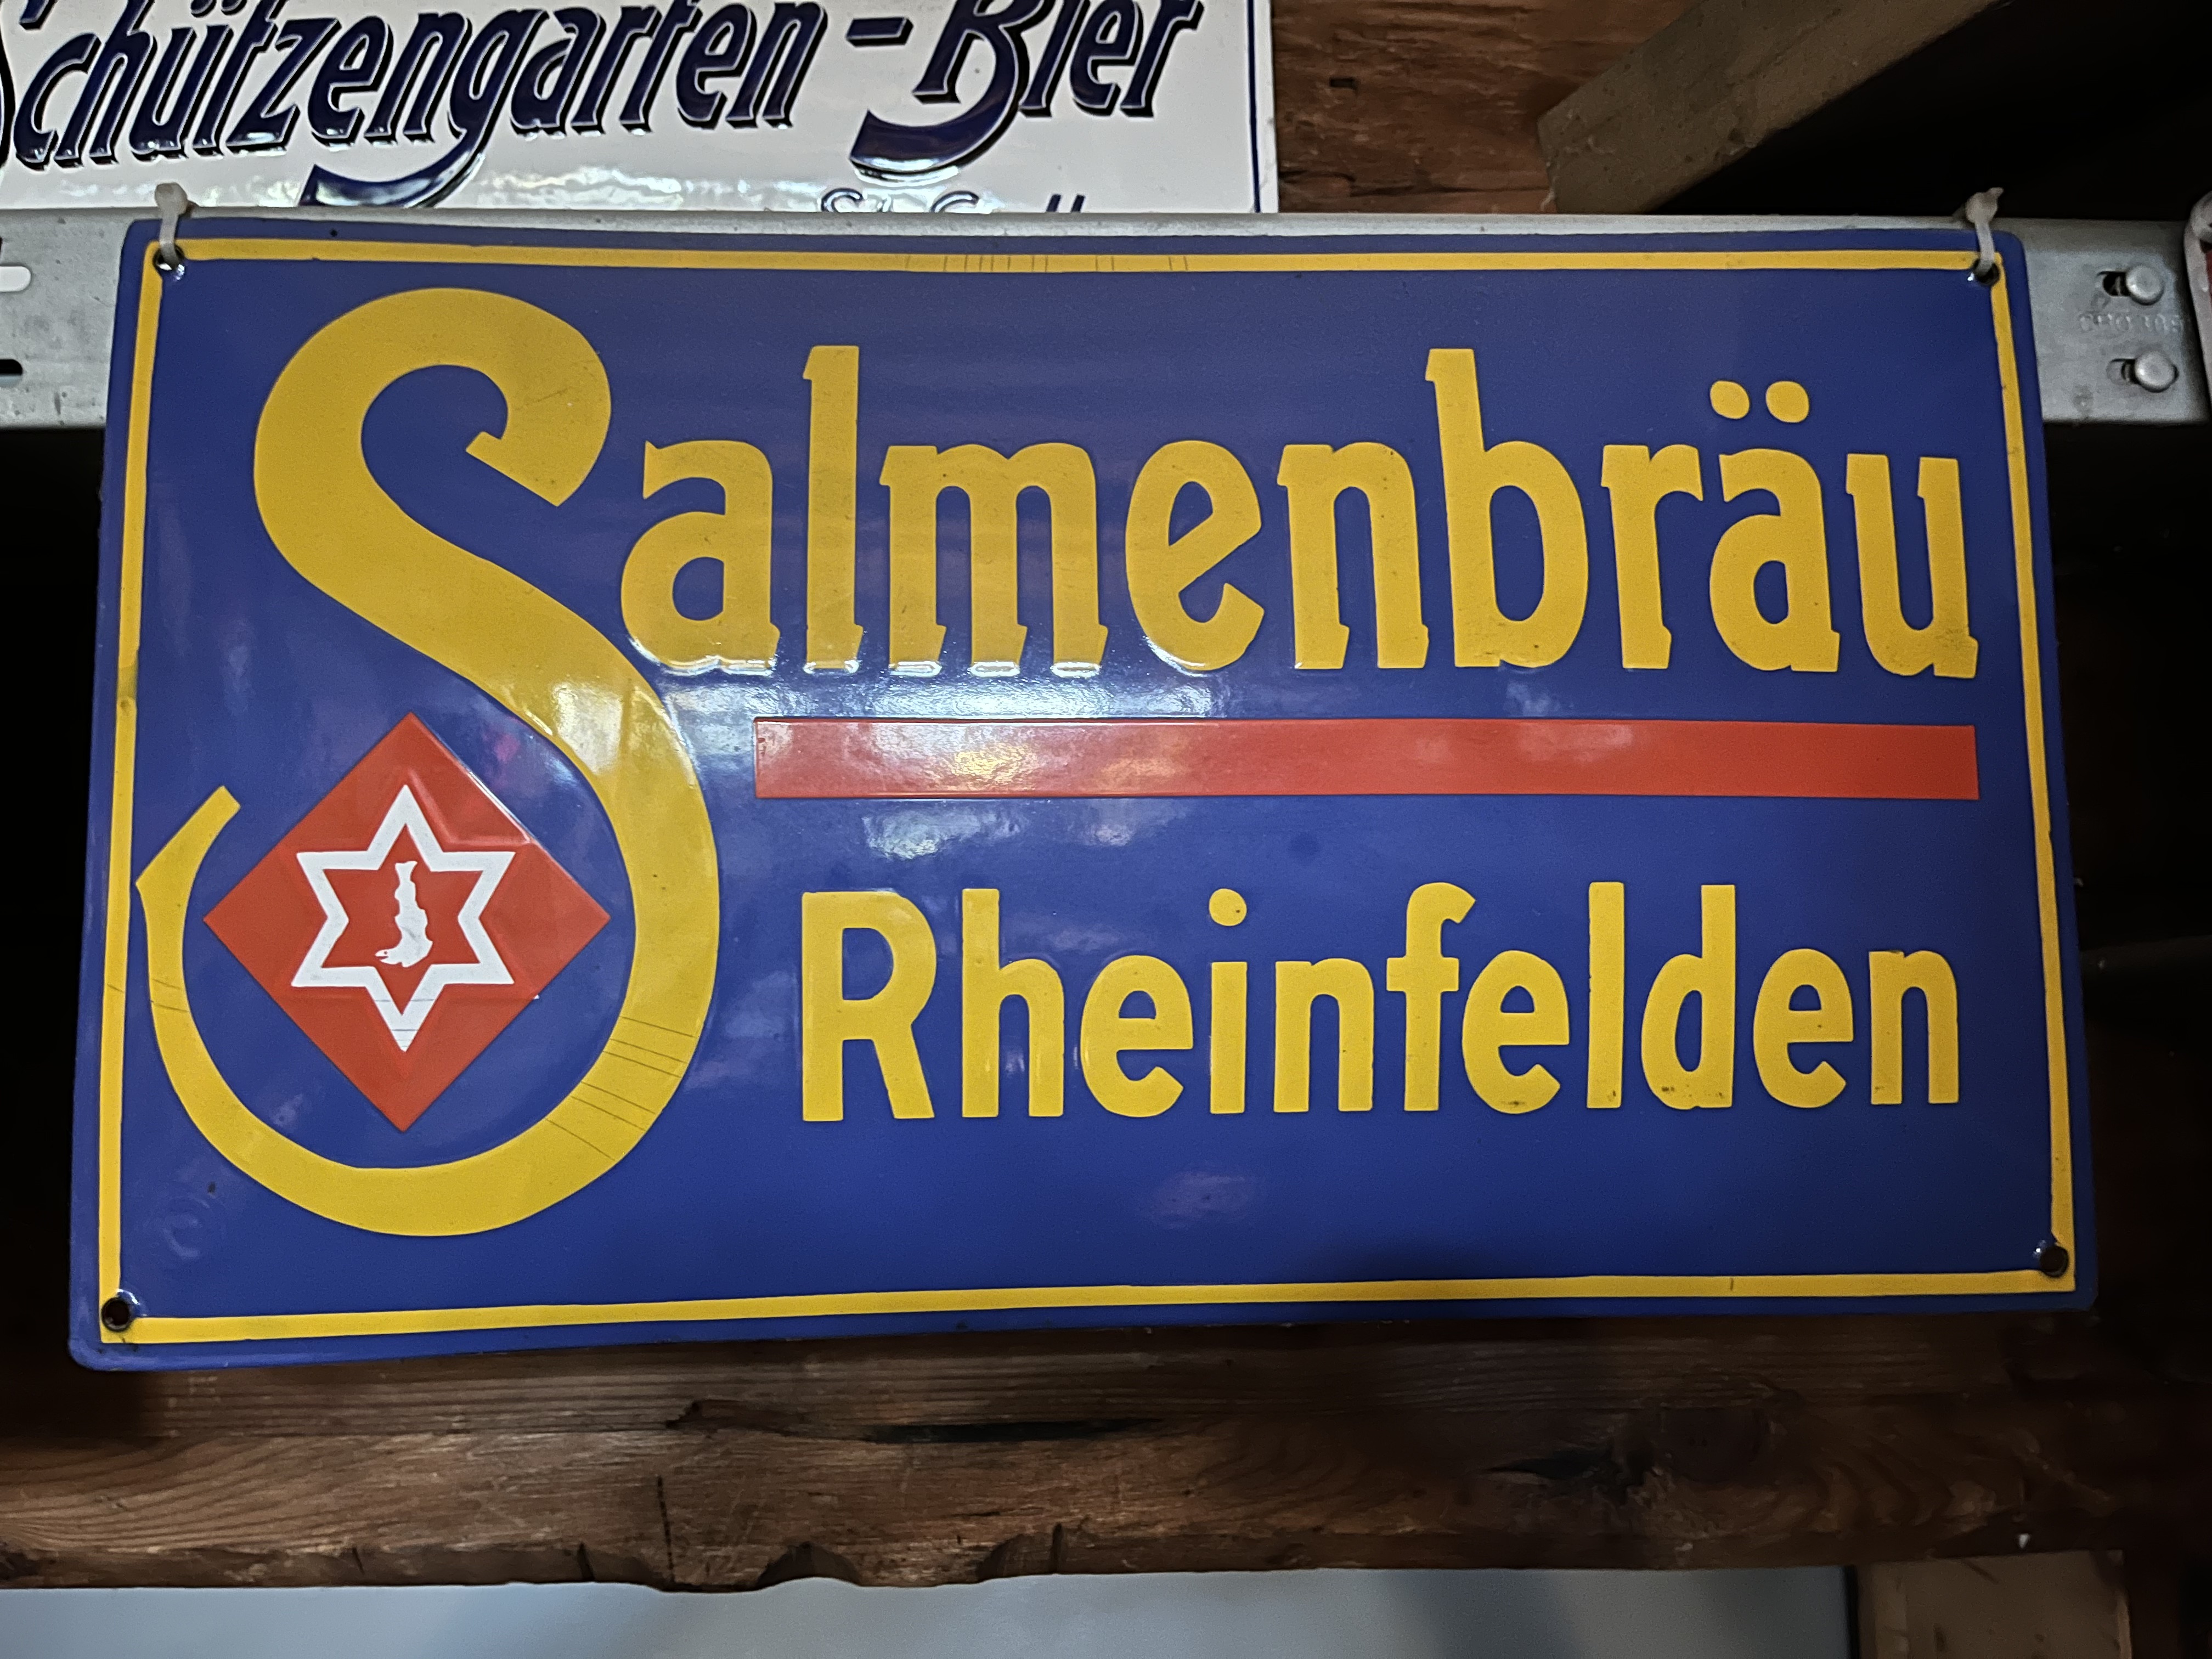 Schützengarten-Bier
Salmenbräu
Rheinfelden